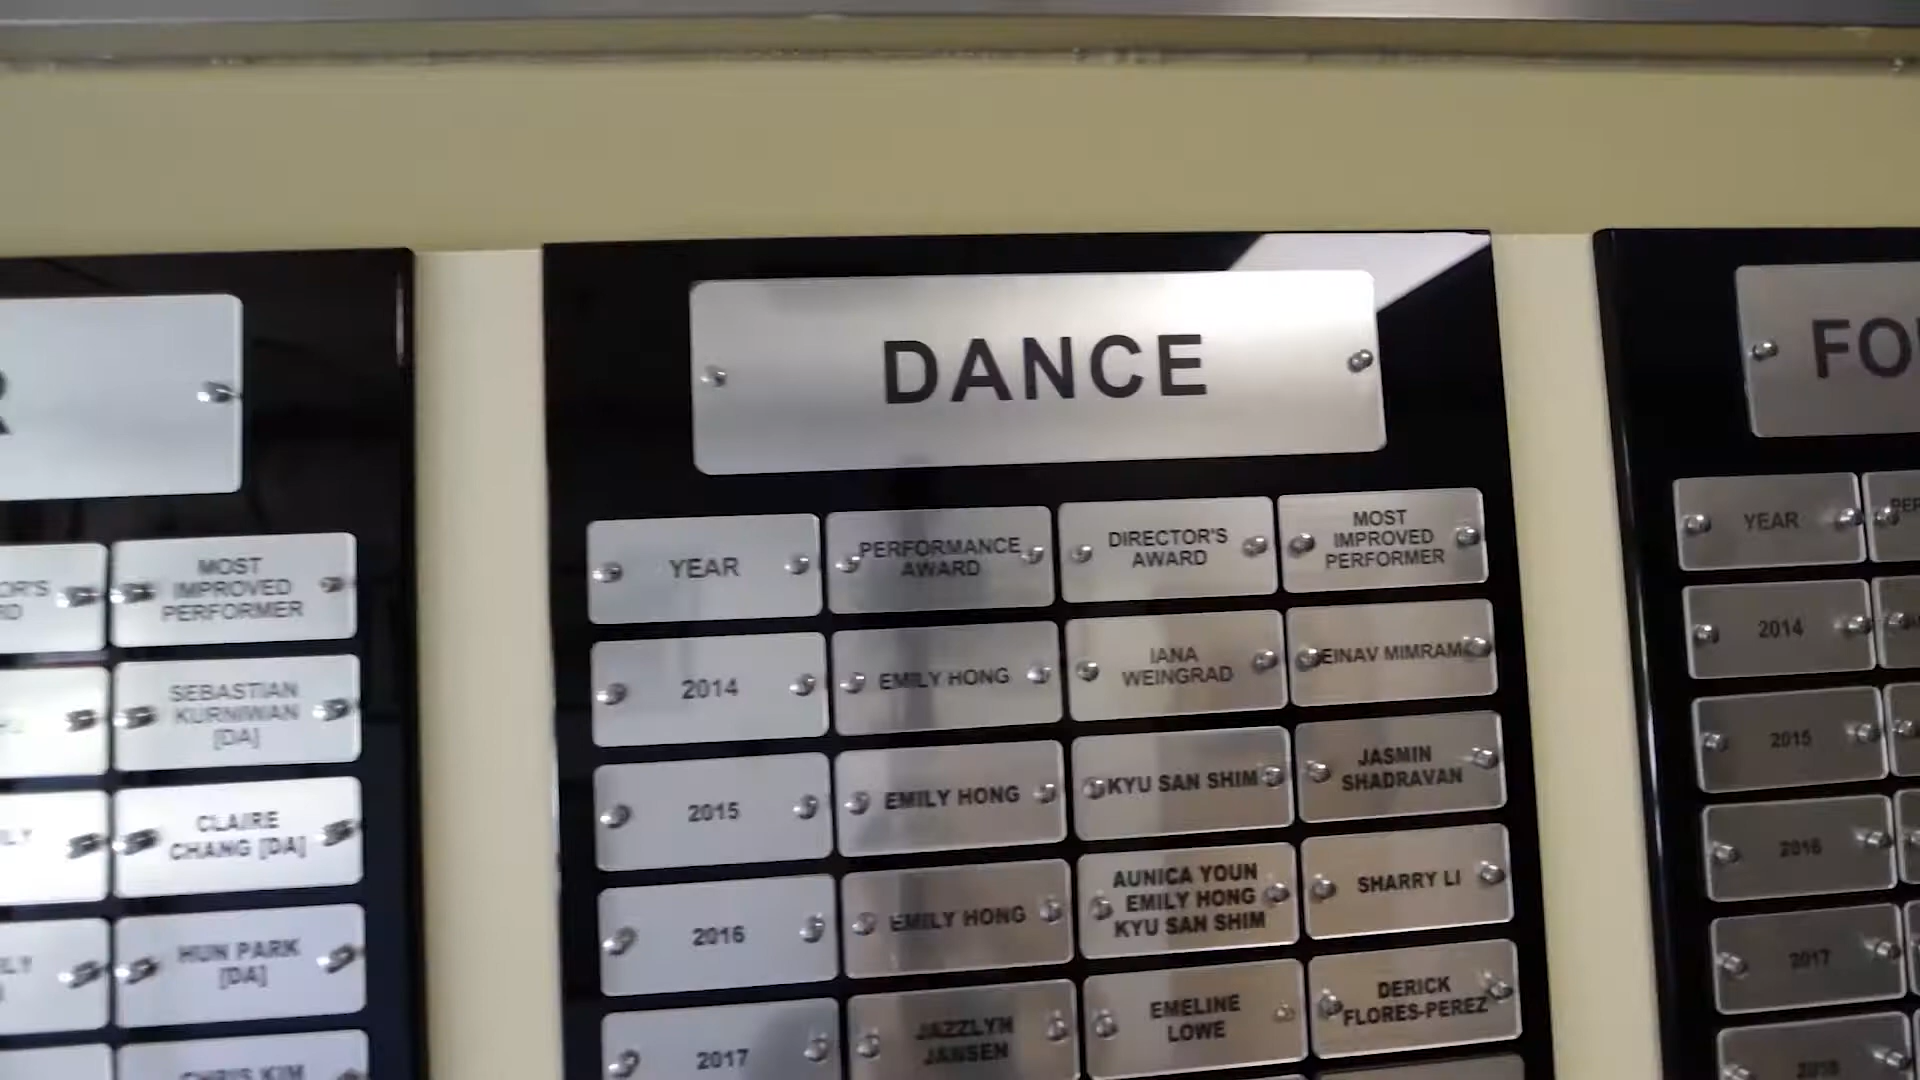 MOST
IMPROVED
PERFORMER
SEBASTIAN
KURNIWAN
[DA]
CLAIRE
CHANG [DA]
HUN PARK
[DA]
CHRIS KIM
DANCE
YEAR
PERFORMANCE
AWARD
DIRECTOR'S
AWARD
MOST
IMPROVED
PERFORMER
2014
EMILY HONG
IANA
WEINGRAD
EINAV MIMRAM
2015
EMILY HONG
KYU SAN SHIM
JASMIN
SHADRAVAN
2016
EMILY HONG
AUNICA YOUN
EMILY HONG
KYU SAN SHIM
SHARRY LI
2017
JAZZLYN
JANSEN
EMELINE
LOWE
DERICK
FLORES-PEREZ
YEAR
2014
2015
2016
2017
2018